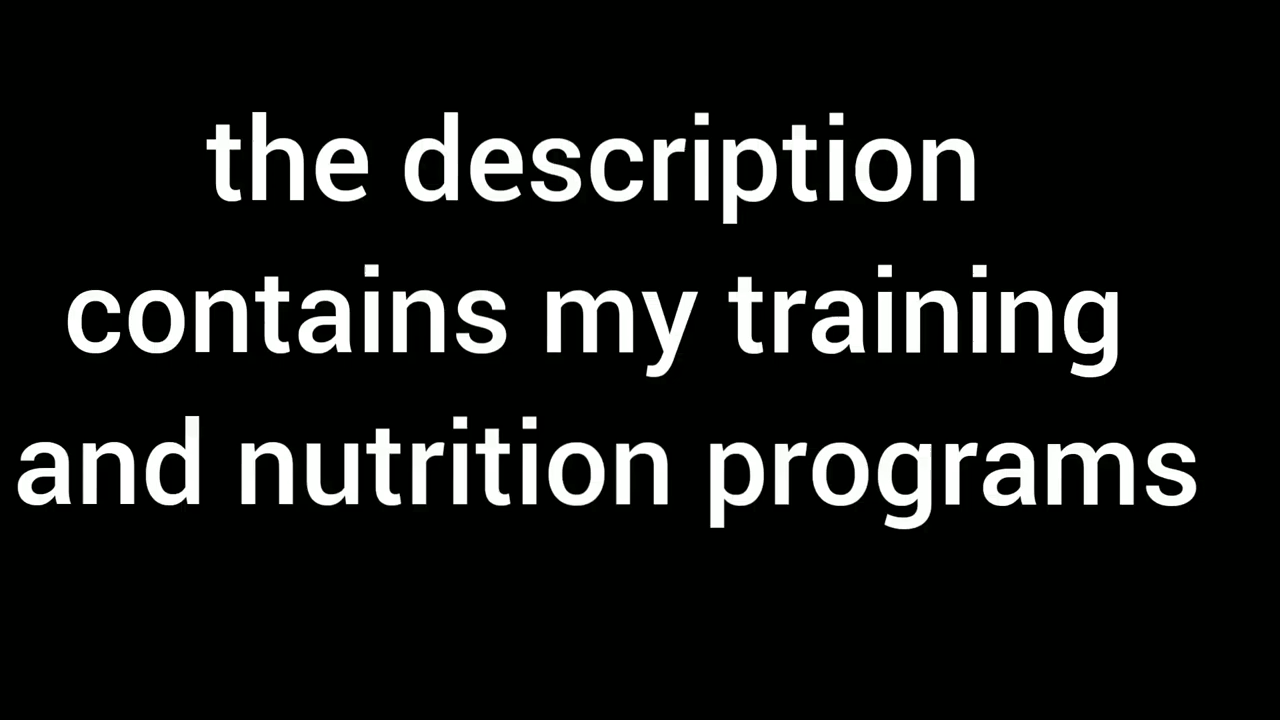 the description
contains my training
and nutrition programs